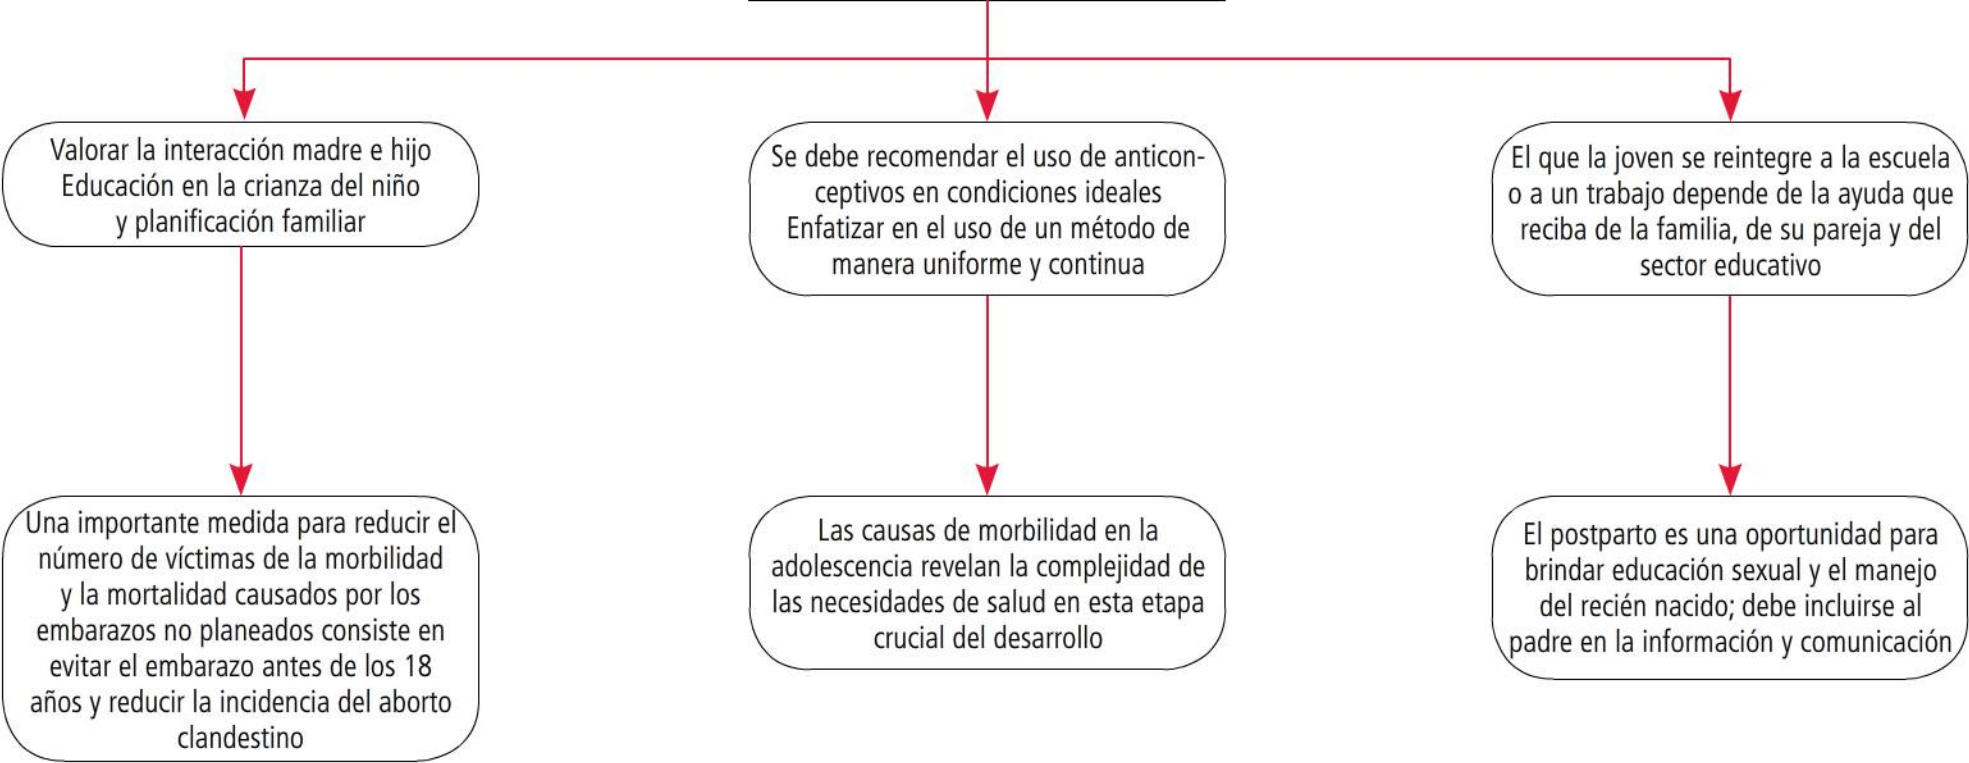 Valorar la interacción madre e hijo
Educación en la crianza del niño
y planificación familiar
Se debe recomendar el uso de anticon-
ceptivos en condiciones ideales
Enfatizar en el uso de un método de
manera uniforme y continua
El que la joven se reintegre a la escuela
o a un trabajo depende de la ayuda que
reciba de la familia, de su pareja y del
sector educativo
Una importante medida para reducir el
número de víctimas de la morbilidad
y la mortalidad causados por los
embarazos no planeados consiste en
evitar el embarazo antes de los 18
años y reducir la incidencia del aborto
clandestino
Las causas de morbilidad en la
adolescencia revelan la complejidad de
las necesidades de salud en esta etapa
crucial del desarrollo
El postparto es una oportunidad para
brindar educación sexual y el manejo
del recién nacido; debe incluirse al
padre en la información y comunicación